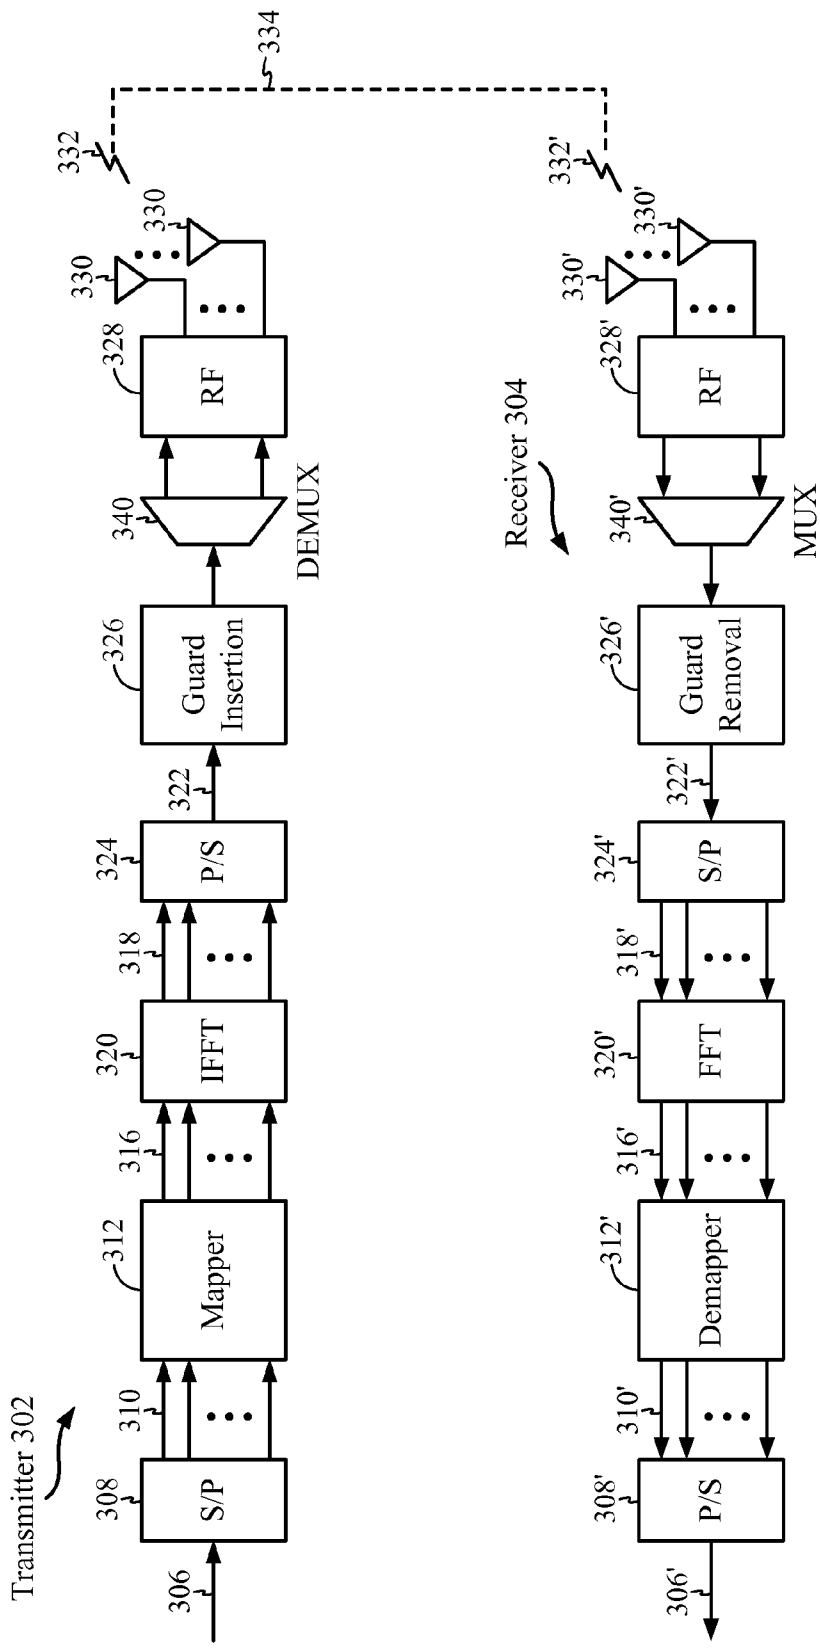 Transmitter 302
306
308
S/P
310
312
Mapper
316
320
IFFT
318
324
P/S
322
326
Guard
Insertion
340
DEMUX
328
RF
330
330
332
334
Receiver 304
332'
330'
330'
328'
RF
340'
MUX
326'
Guard
Removal
322'
324'
S/P
318'
320'
FFT
316'
312'
Demapper
310'
308'
P/S
306'